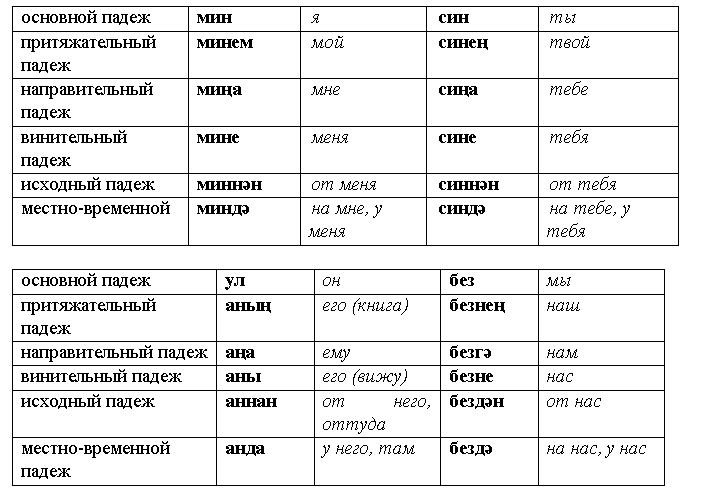 основной падеж мин я син ты
притяжательный минем мой синең твой
падеж
направительный миңа мне сиңа тебе
падеж
винительный мине меня сине тебя
падеж
исходный падеж миннән от меня синнән от тебя
местно-временной миндә на мне, у синдә на тебе, у
меня тебя
основной падеж ул он без мы
притяжательный аның его (книга) безнең наш
падеж
направительный падеж аңа ему безгә нам
винительный падеж аны его (вижу) безне нас
исходный падеж аннан от него, бездән от нас
оттуда
местно-временной анда у него, там бездә на нас, у нас
падеж